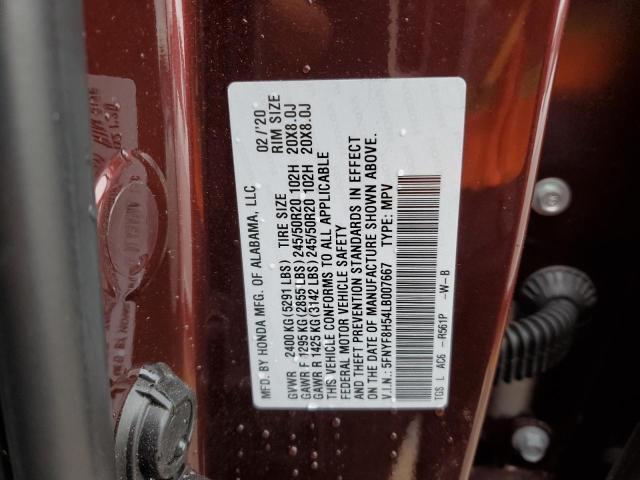 MFD. BY HONDA MFG. OF ALABAMA, LLC 02/'20
GVWR 2400 KG(5291 LBS) TIRE SIZE RIM SIZE
GAWR F 1295 KG(2855 LBS) 245/50R20 102H 20X8.0J
GAWR R 1425 KG(3142 LBS) 245/50R20 102H 20X8.0J
THIS VEHICLE CONFORMS TO ALL APPLICABLE
FEDERAL MOTOR VEHICLE SAFETY
AND THEFT PREVENTION STANDARDS IN EFFECT
ON THE DATE OF MANUFACTURE SHOWN ABOVE.
V.I.N.: 5FNYF8H54LB007667 TYPE: MPV
TGS L AC6 -R561P -W-B